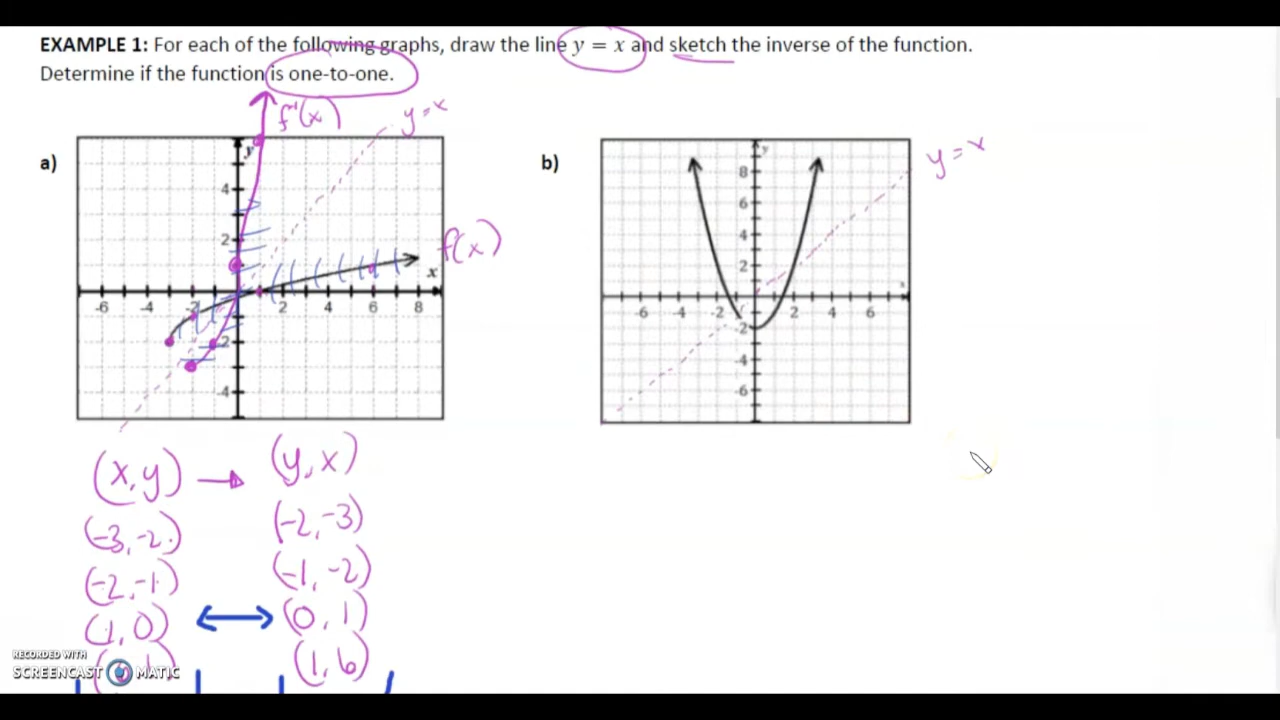 EXAMPLE 1: For each of the following graphs, draw the line y = x and sketch the inverse of the function.
Determine if the function is one-to-one.
f⁻¹(x)
y = x
y = x
a)
b)
y
y
4
2
-2
-4
-6
-4
-2
2
4
6
8
x
f(x)
8
6
4
2
-2
-4
-6
-6
-4
-2
2
4
6
x
(x,y) → (y,x)
(-3,-2) (-2,-3)
(-2,-1) (-1,-2)
(1,0) ↔ (0,1)
(1,6)
RECORDED WITH
SCREENCAST MATIC